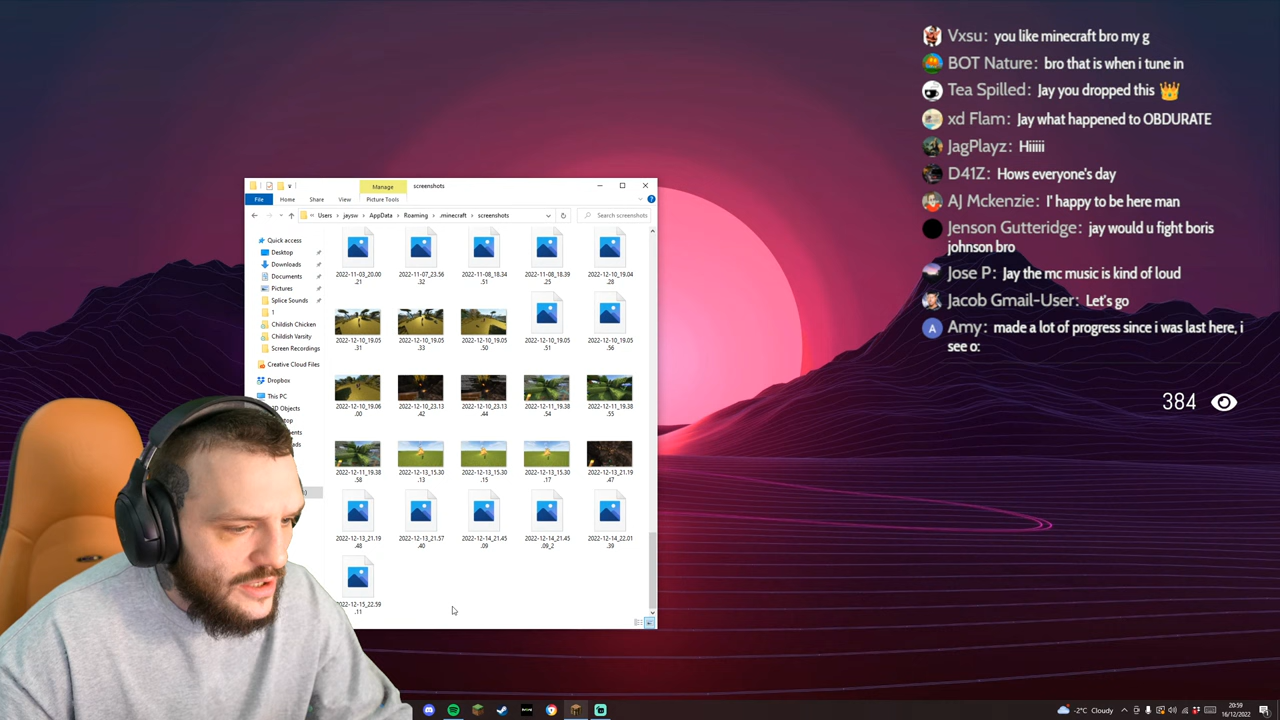 Vxsu: you like minecraft bro my g
BOT Nature: bro that is when i tune in
Tea Spilled: Jay you dropped this 👑
xd Flam: Jay what happened to OBDURATE
JagPlayz: Hiiiii
D41Z: Hows everyone's day
AJ Mckenzie: I'happy to be here man
Jenson Gutteridge: jay would u fight boris
johnson bro
Jose P: Jay the mc music is kind of loud
Jacob Gmail-User: Let's go
A Amy: made a lot of progress since i was last here, i
see o:
384
Manage screenshots
File Home Share View Picture Tools
Users jaysw AppData Roaming .minecraft screenshots Search screenshots
Quick access
Desktop
Downloads
Documents
Pictures
Splice Sounds
1
Childish Chicken
Childish Varsity
Screen Recordings
Creative Cloud Files
Dropbox
This PC
2022-11-03_20.00
.21
2022-11-07_23.56
.32
2022-11-08_18.34
.51
2022-11-08_18.39
.25
2022-12-10_19.04
.28
2022-12-10_19.05
.31
2022-12-10_19.05
.33
2022-12-10_19.05
.50
2022-12-10_19.05
.51
2022-12-10_19.05
.56
2022-12-10_19.06
.00
2022-12-10_23.13
.42
2022-12-10_23.13
.44
2022-12-11_19.38
.54
2022-12-11_19.38
.55
2022-12-11_19.38
.58
2022-12-13_15.30
.13
2022-12-13_15.30
.15
2022-12-13_15.30
.17
2022-12-13_21.19
.47
2022-12-13_21.19
.48
2022-12-13_21.57
.40
2022-12-14_21.45
.09
2022-12-14_21.45
.09_2
2022-12-14_22.01
.39
2022-12-15_22.59
.11
-2°C Cloudy
20:59
16/12/2022